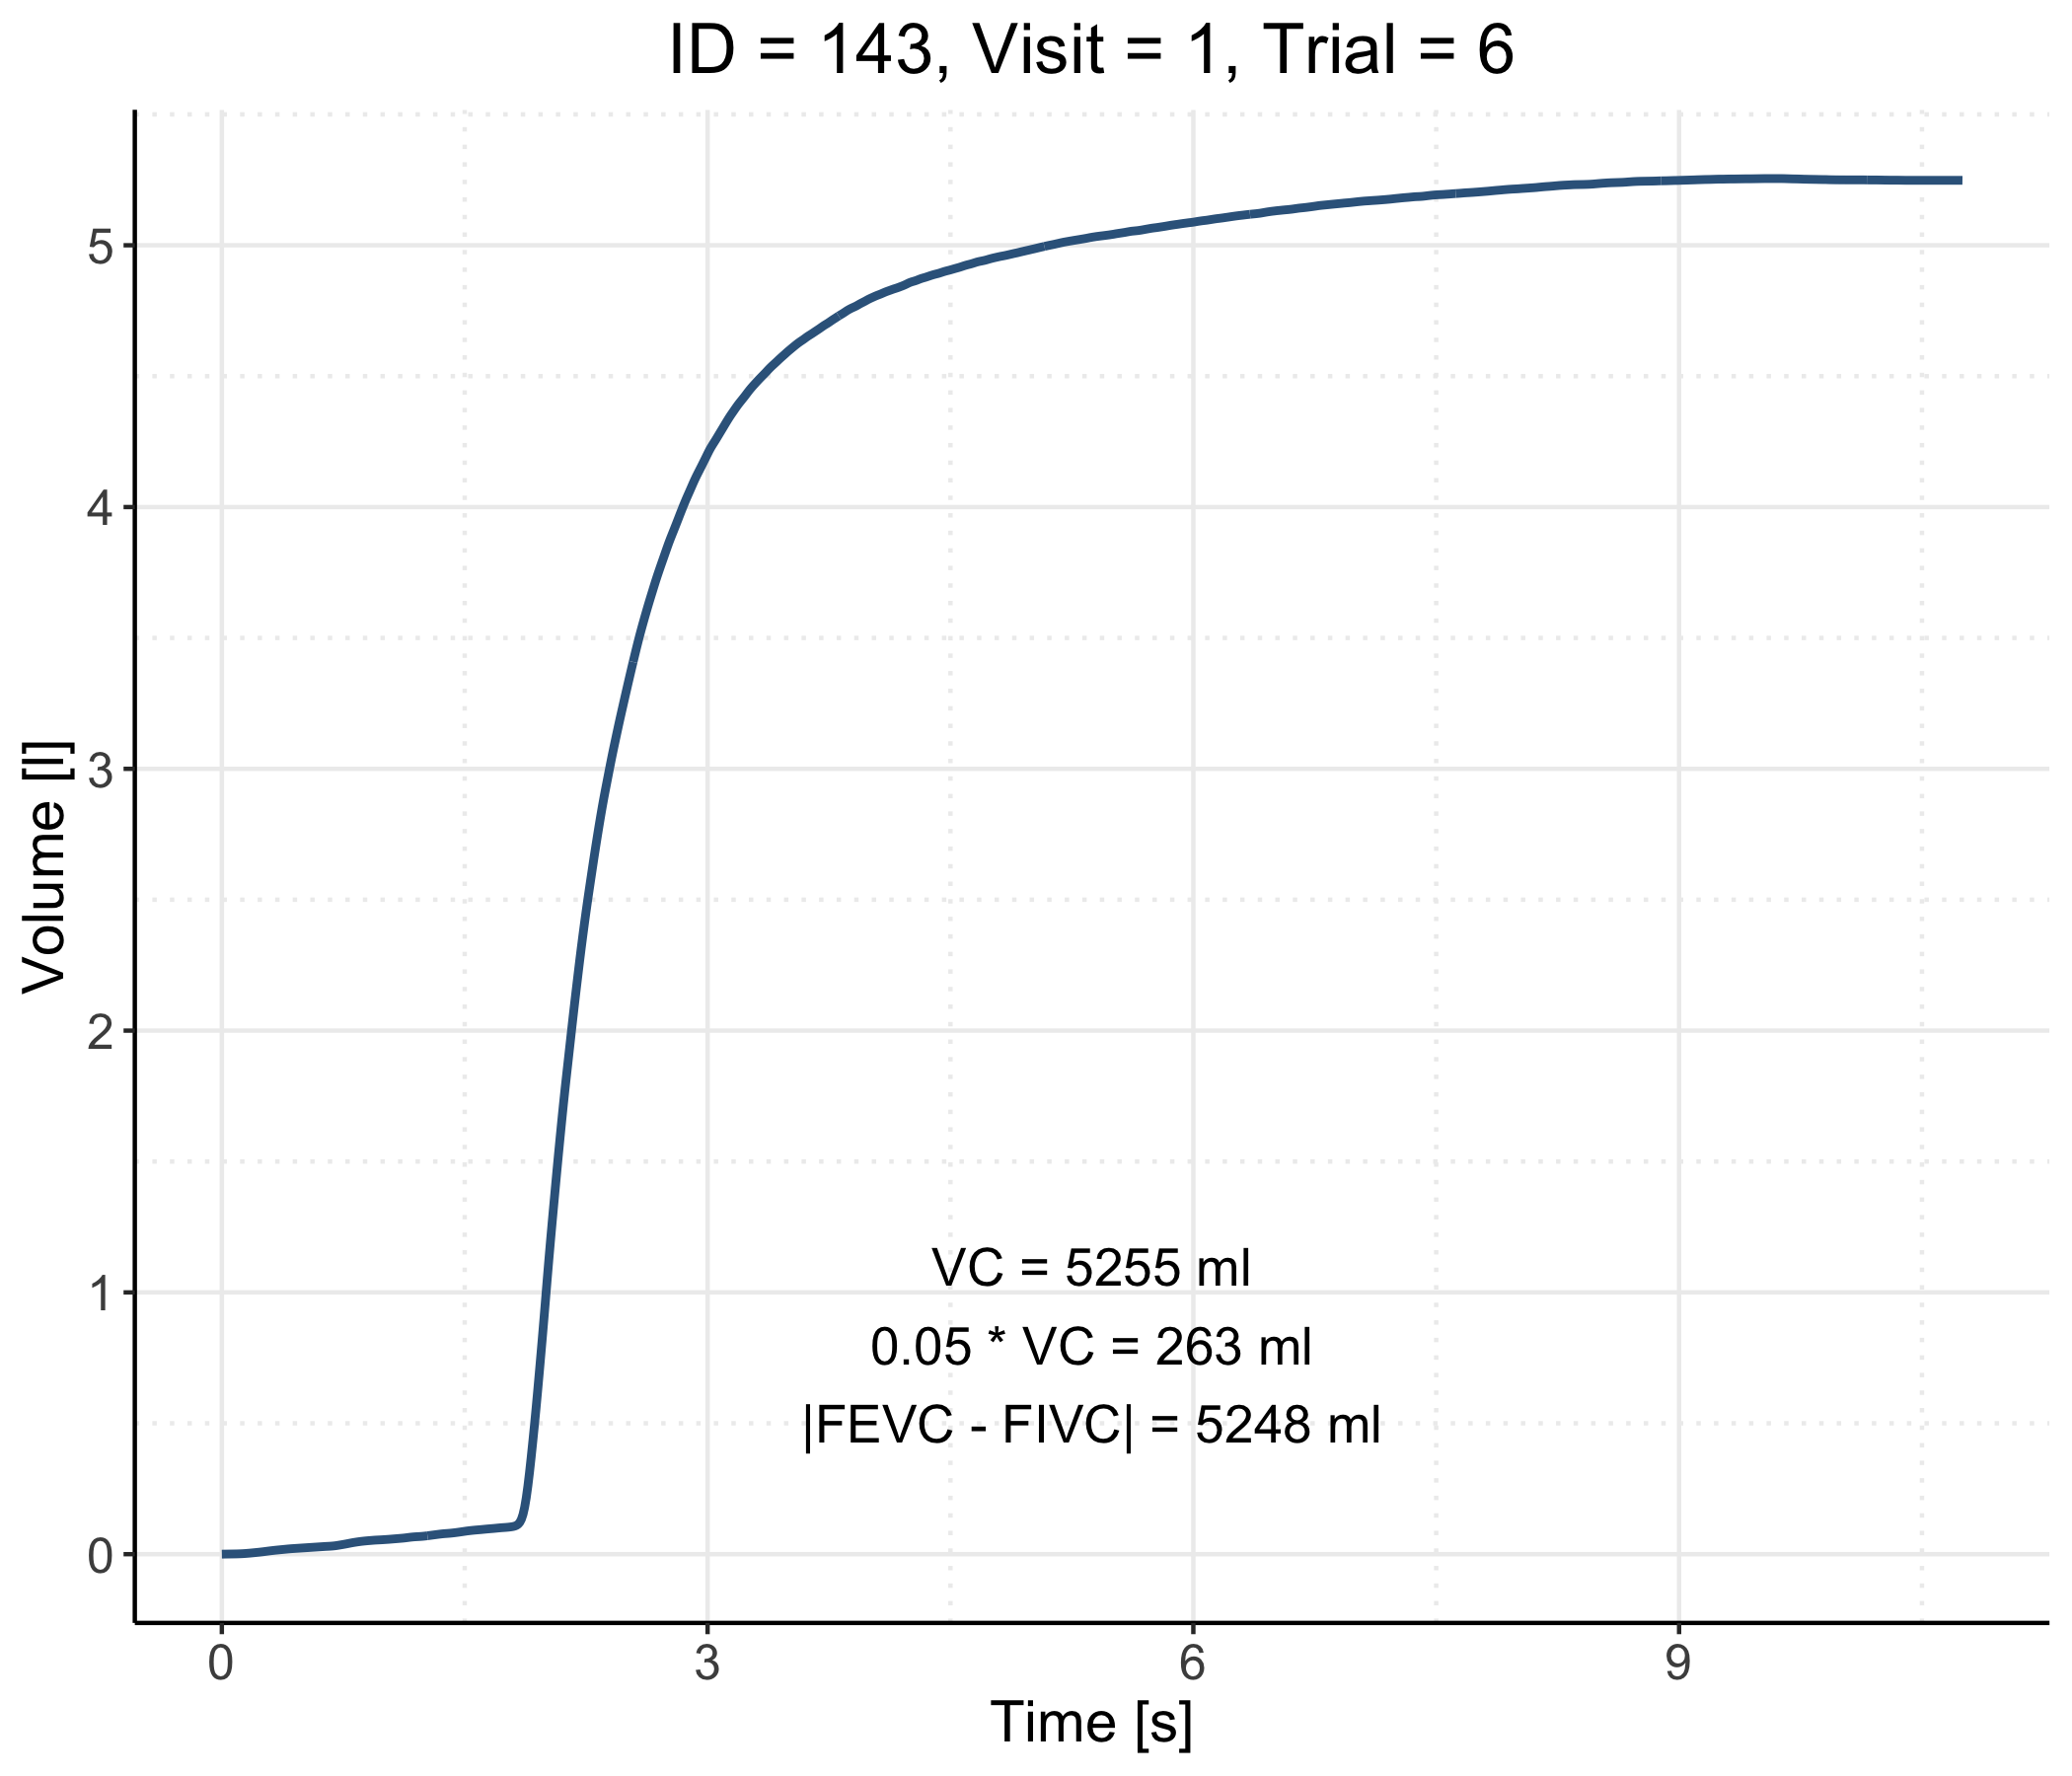 ID = 143, Visit = 1, Trial = 6
Volume [l]
5
4
3
2
1
0
VC = 5255 ml
0.05 * VC = 263 ml
|FEVC - FIVC| = 5248 ml
0 3 6 9
Time [s]